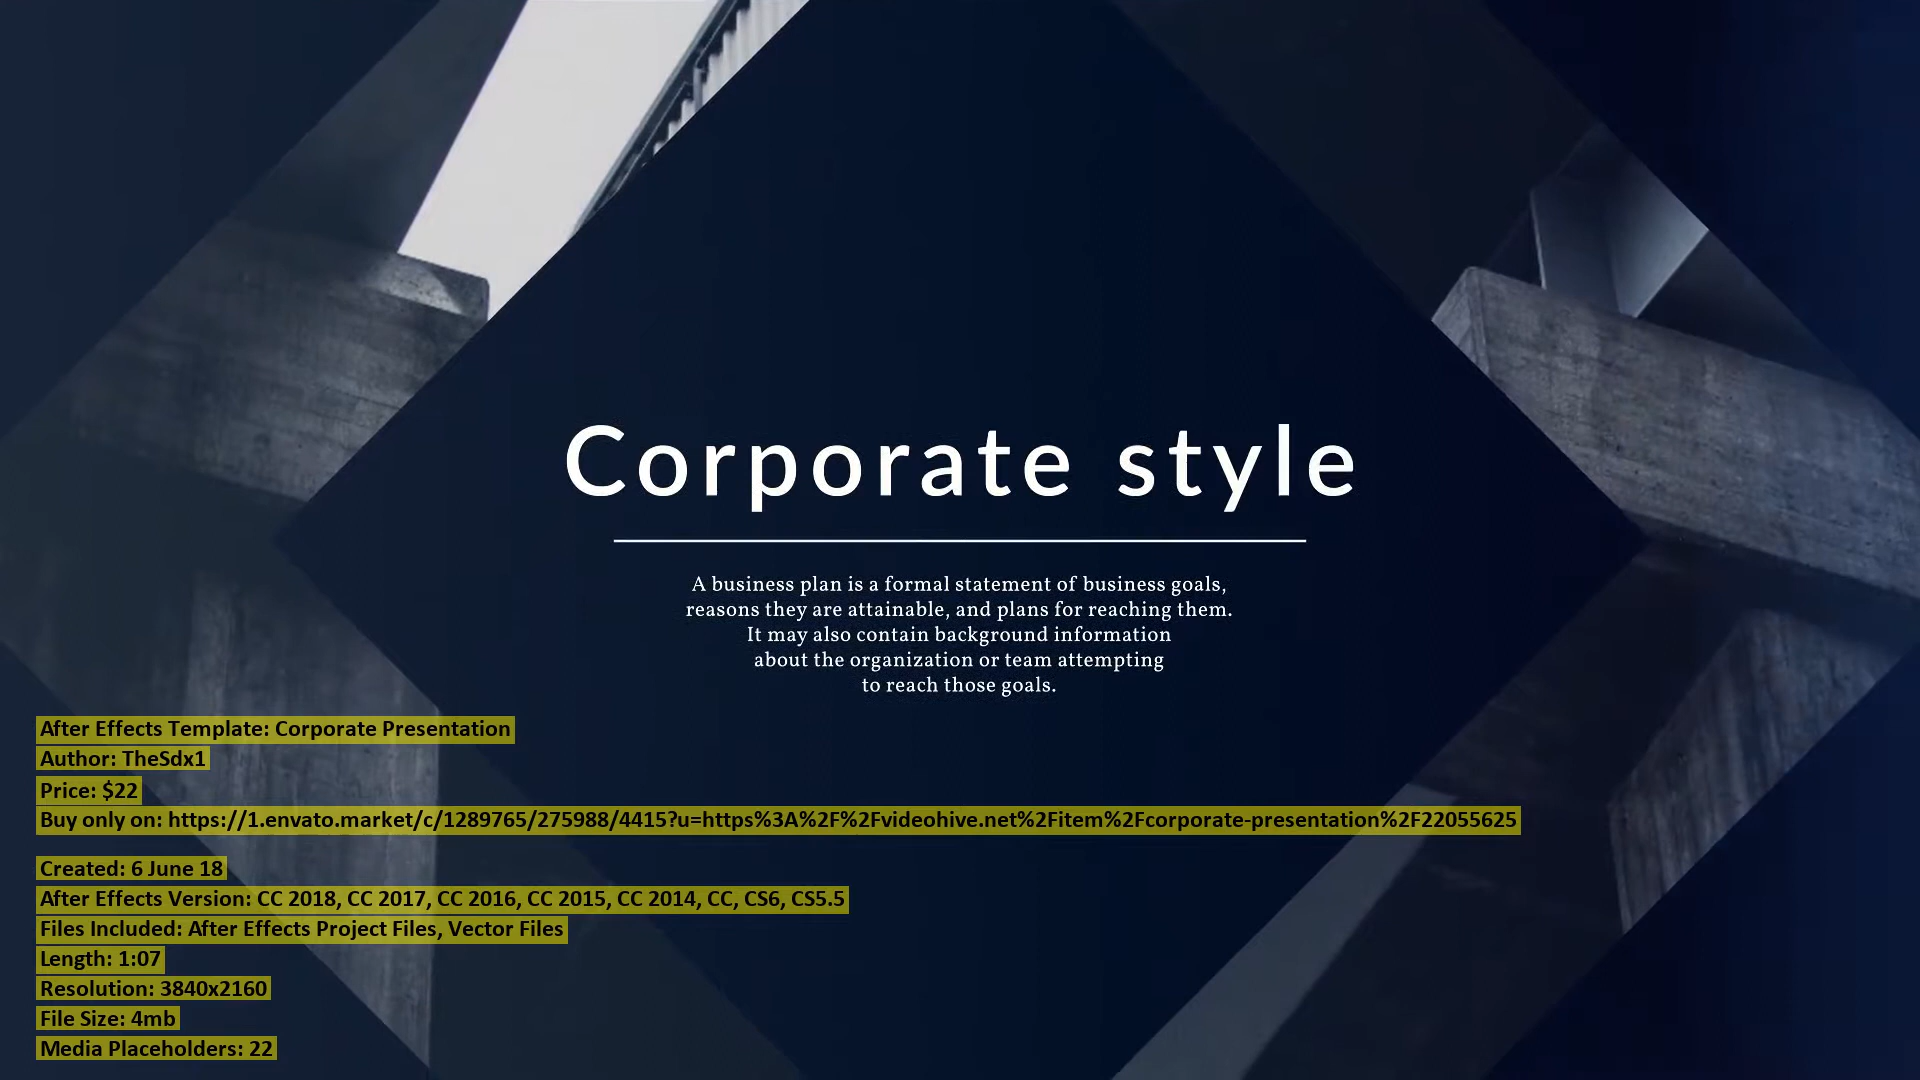 Corporate style
A business plan is a formal statement of business goals,
reasons they are attainable, and plans for reaching them.
It may also contain background information
about the organization or team attempting
to reach those goals.
After Effects Template: Corporate Presentation
Author: TheSdx1
Price: $22
Buy only on: https://1.envato.market/c/1289765/275988/4415?u=https%3A%2F%2Fvideohive.net%2Fitem%2Fcorporate-presentation%2F22055625
Created: 6 June 18
After Effects Version: CC 2018, CC 2017, CC 2016, CC 2015, CC 2014, CC, CS6, CS5.5
Files Included: After Effects Project Files, Vector Files
Length: 1:07
Resolution: 3840x2160
File Size: 4mb
Media Placeholders: 22